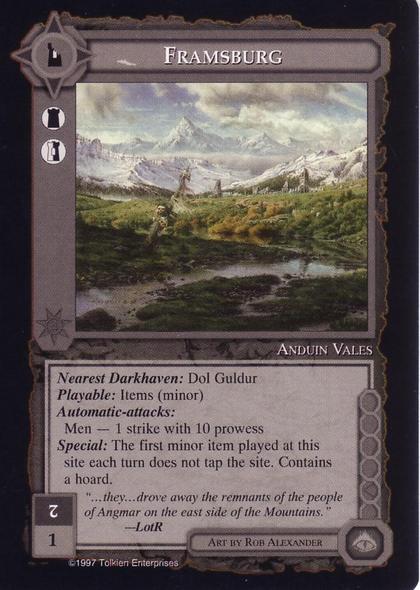 Framsburg
Anduin Vales
Nearest Darkhaven: Dol Guldur
Playable: Items (minor)
Automatic-attacks:
Men — 1 strike with 10 prowess
Special: The first minor item played at this
site each turn does not tap the site. Contains
a hoard.
"...they...drove away the remnants of the people
of Angmar on the east side of the Mountains."
—LotR
2
1
Art by Rob Alexander
©1997 Tolkien Enterprises